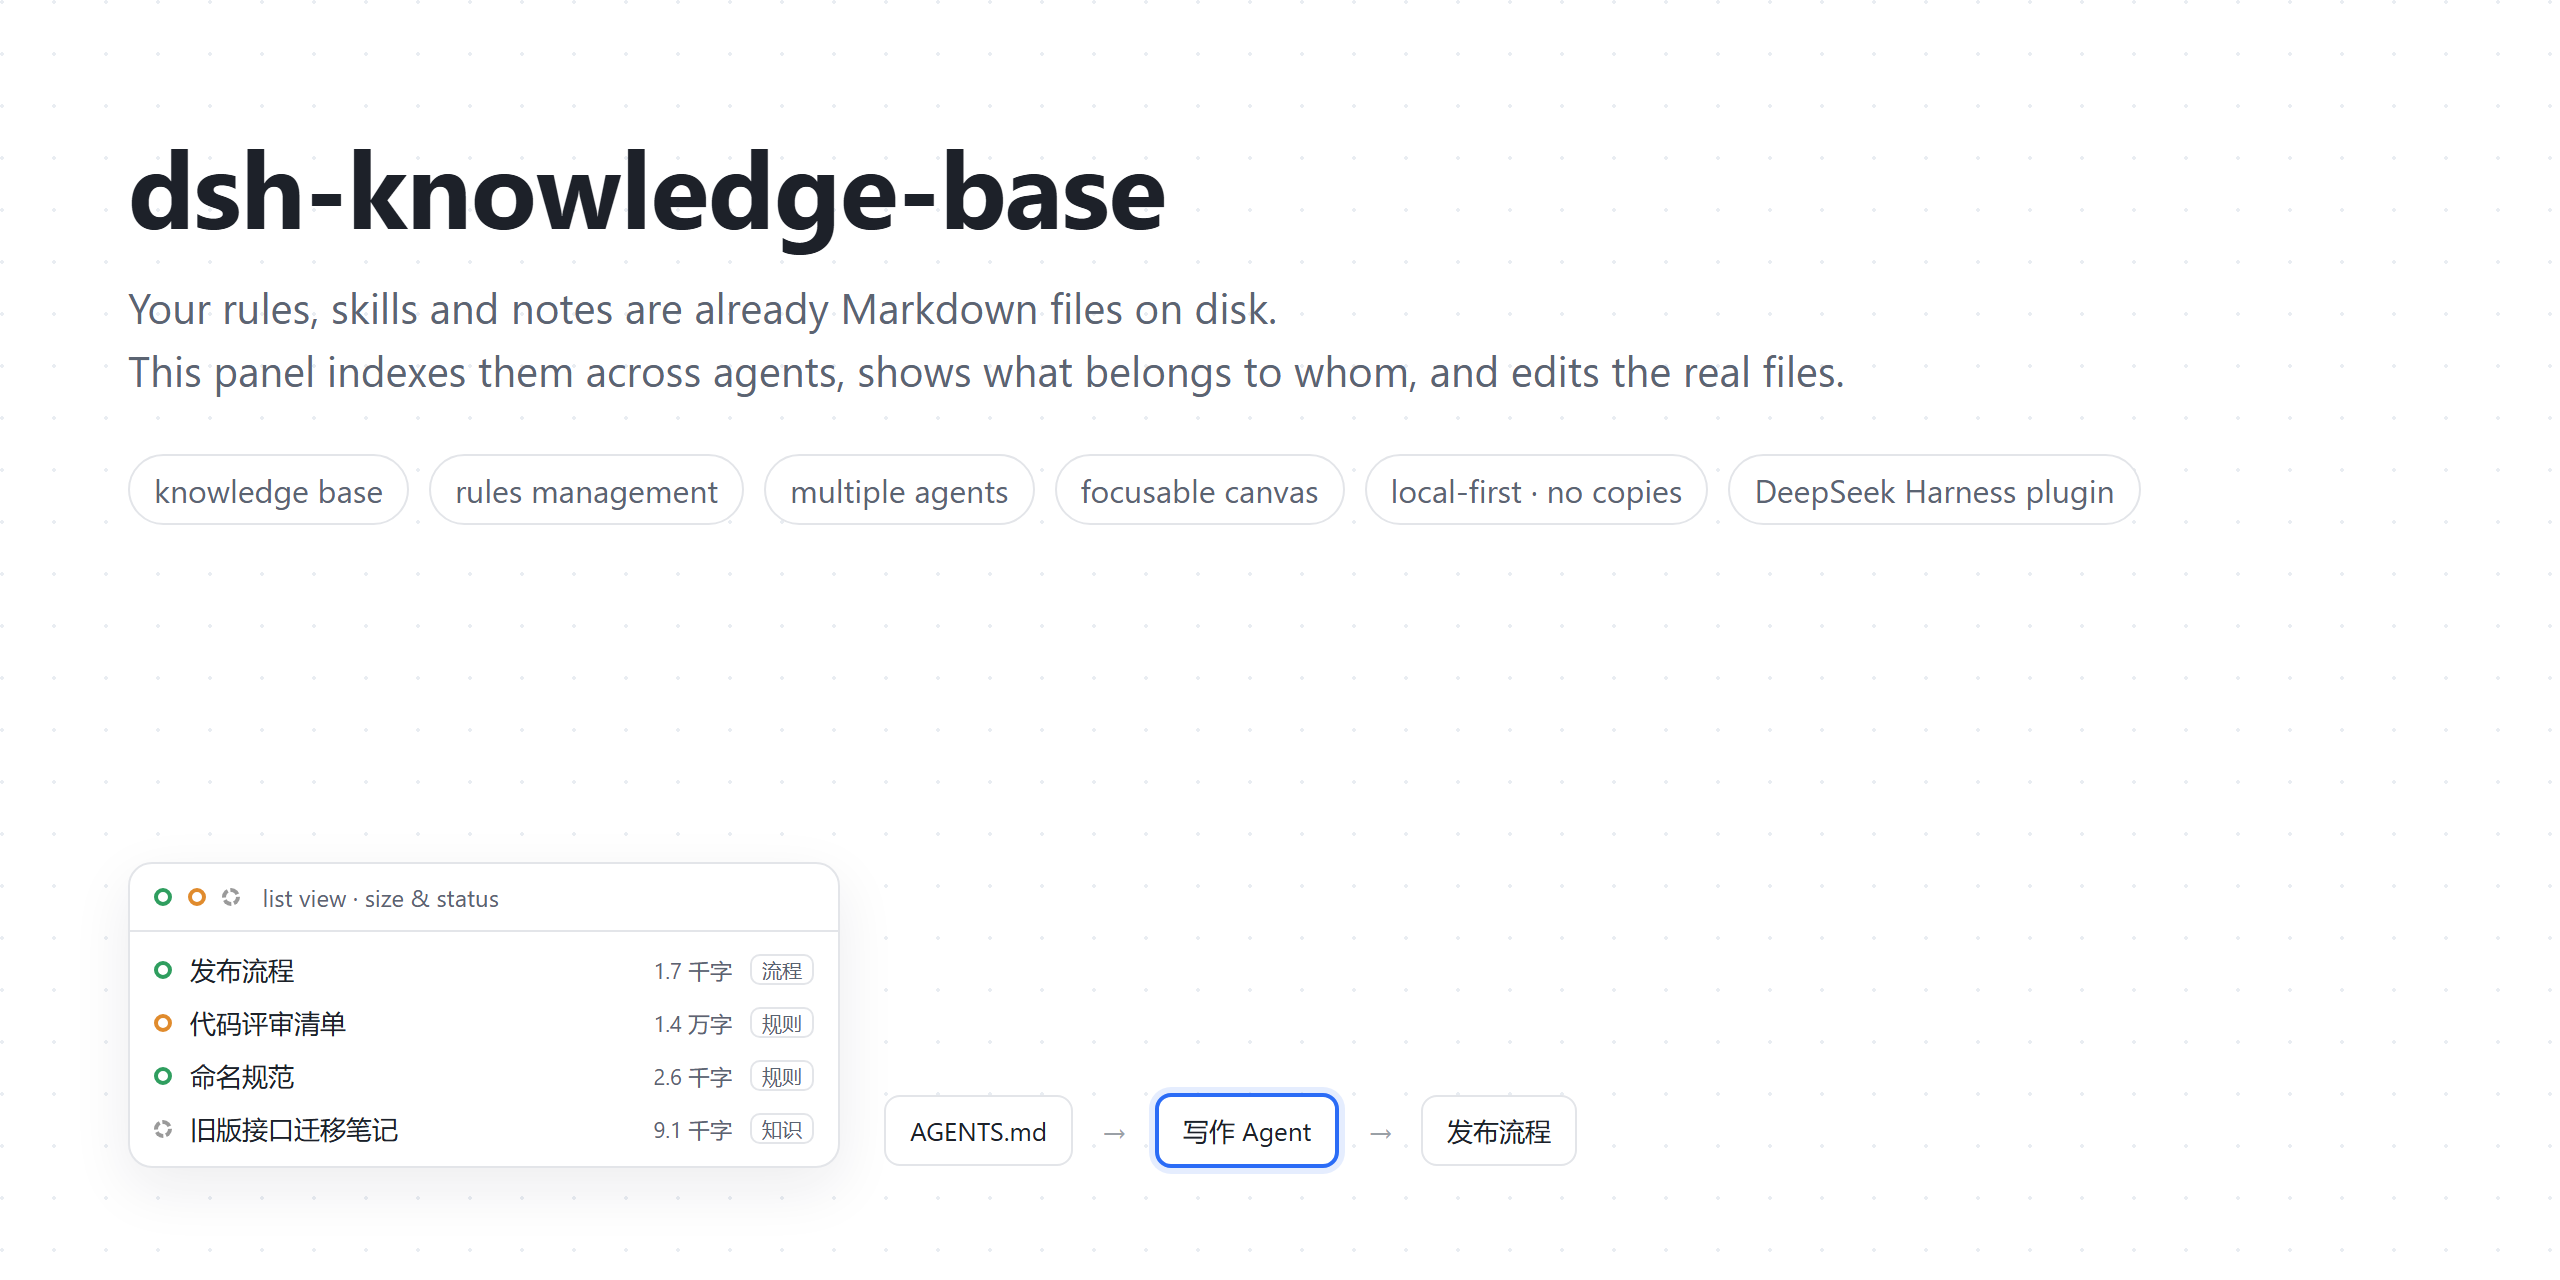 dsh-knowledge-base
Your rules, skills and notes are already Markdown files on disk.
This panel indexes them across agents, shows what belongs to whom, and edits the real files.
knowledge base rules management multiple agents focusable canvas local-first · no copies DeepSeek Harness plugin
list view · size & status
发布流程 1.7 千字 流程
代码评审清单 1.4 万字 规则
命名规范 2.6 千字 规则
旧版接口迁移笔记 9.1 千字 知识
AGENTS.md → 写作 Agent → 发布流程